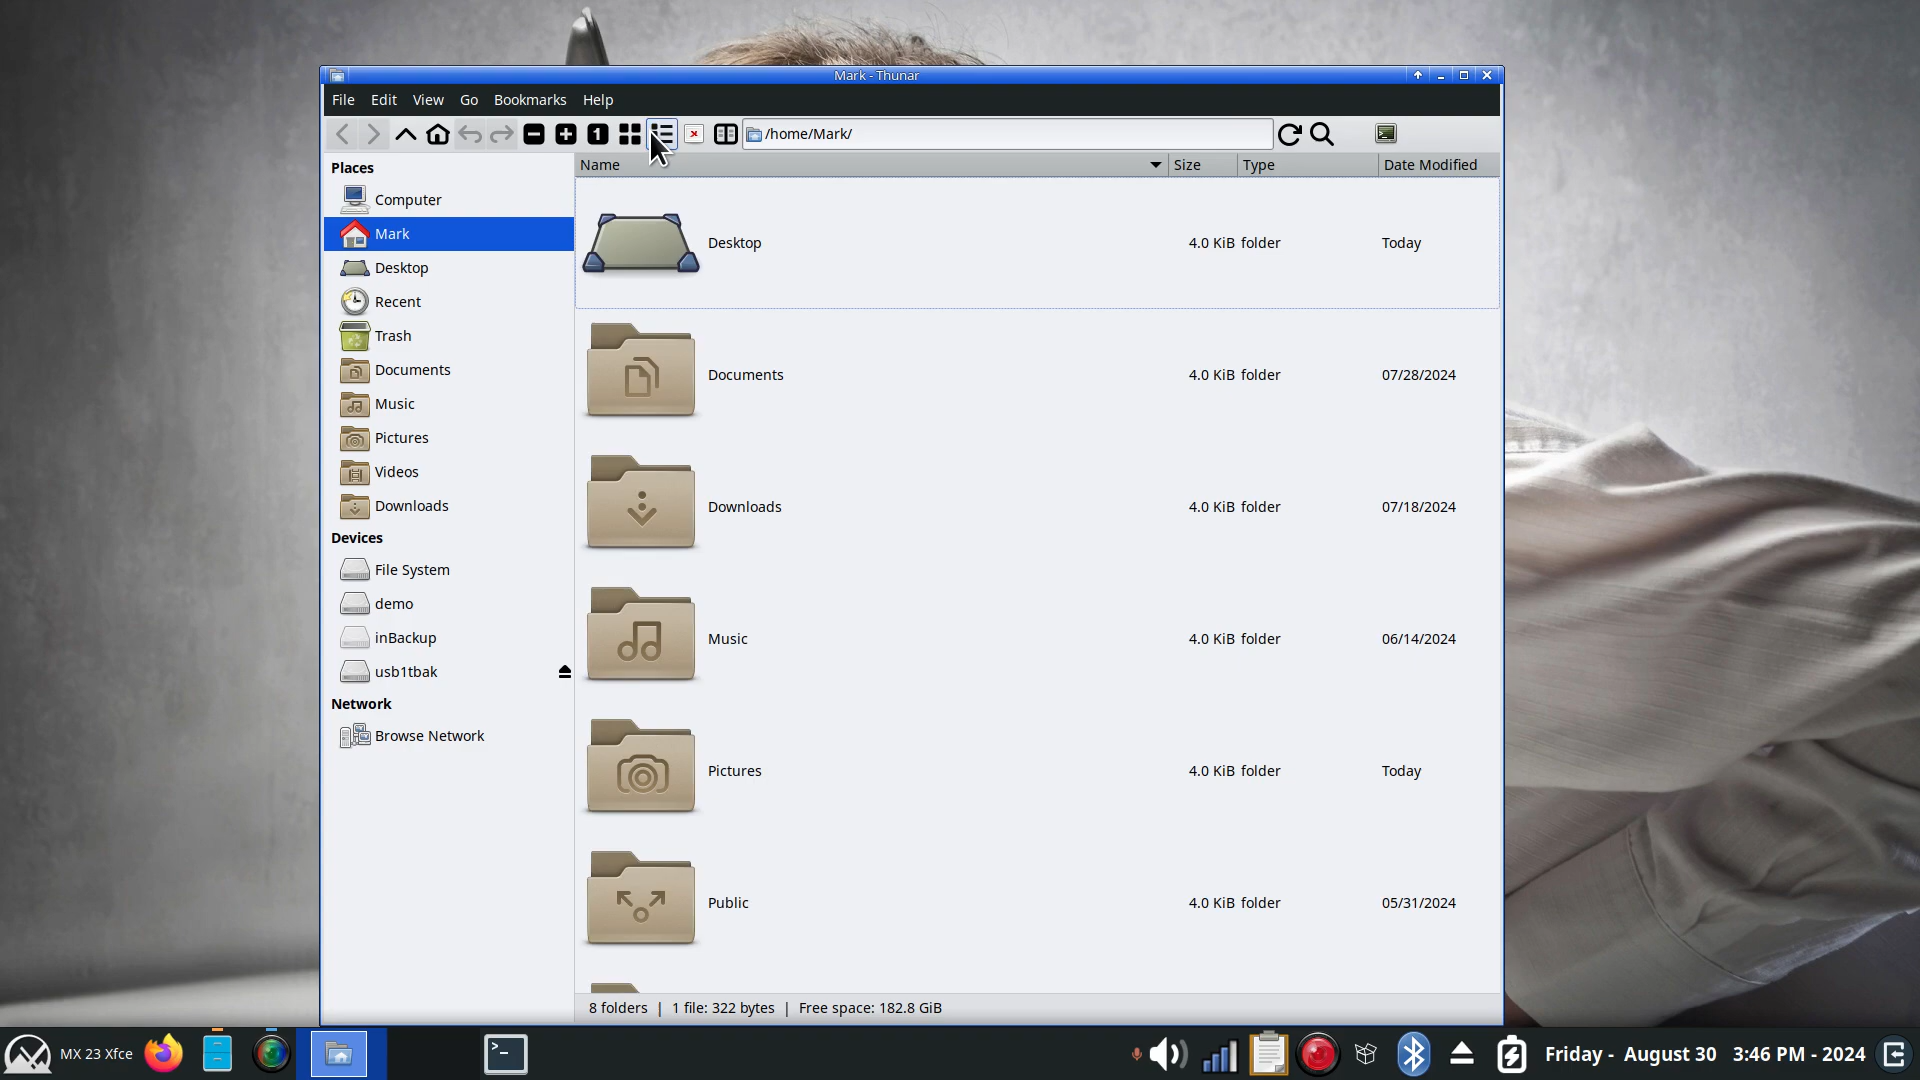 Mark - Thunar
File Edit View Go Bookmarks Help
1 /home/Mark/
Places
Computer
Mark
Desktop
Recent
Trash
Documents
Music
Pictures
Videos
Downloads
Devices
File System
demo
inBackup
usb1tbak
Network
Browse Network
Name Size Type Date Modified
Desktop 4.0 KiB folder Today
Documents 4.0 KiB folder 07/28/2024
Downloads 4.0 KiB folder 07/18/2024
Music 4.0 KiB folder 06/14/2024
Pictures 4.0 KiB folder Today
Public 4.0 KiB folder 05/31/2024
8 folders | 1 file: 322 bytes | Free space: 182.8 GiB
MX 23 Xfce >_ Friday - August 30 3:46 PM - 2024